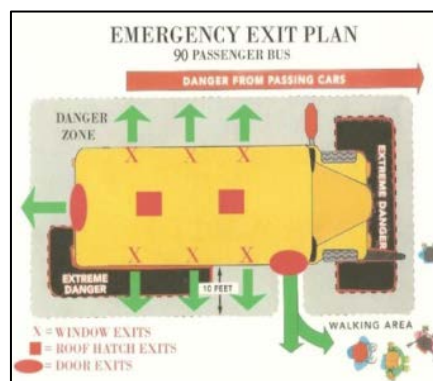 EMERGENCY EXIT PLAN
90 PASSENGER BUS
DANGER FROM PASSING CARS
DANGER
ZONE
X X X
EXTREME DANGER
X X X
EXTREME
DANGER
10 FEET
WALKING AREA
X = WINDOW EXITS
= ROOF HATCH EXITS
= DOOR EXITS